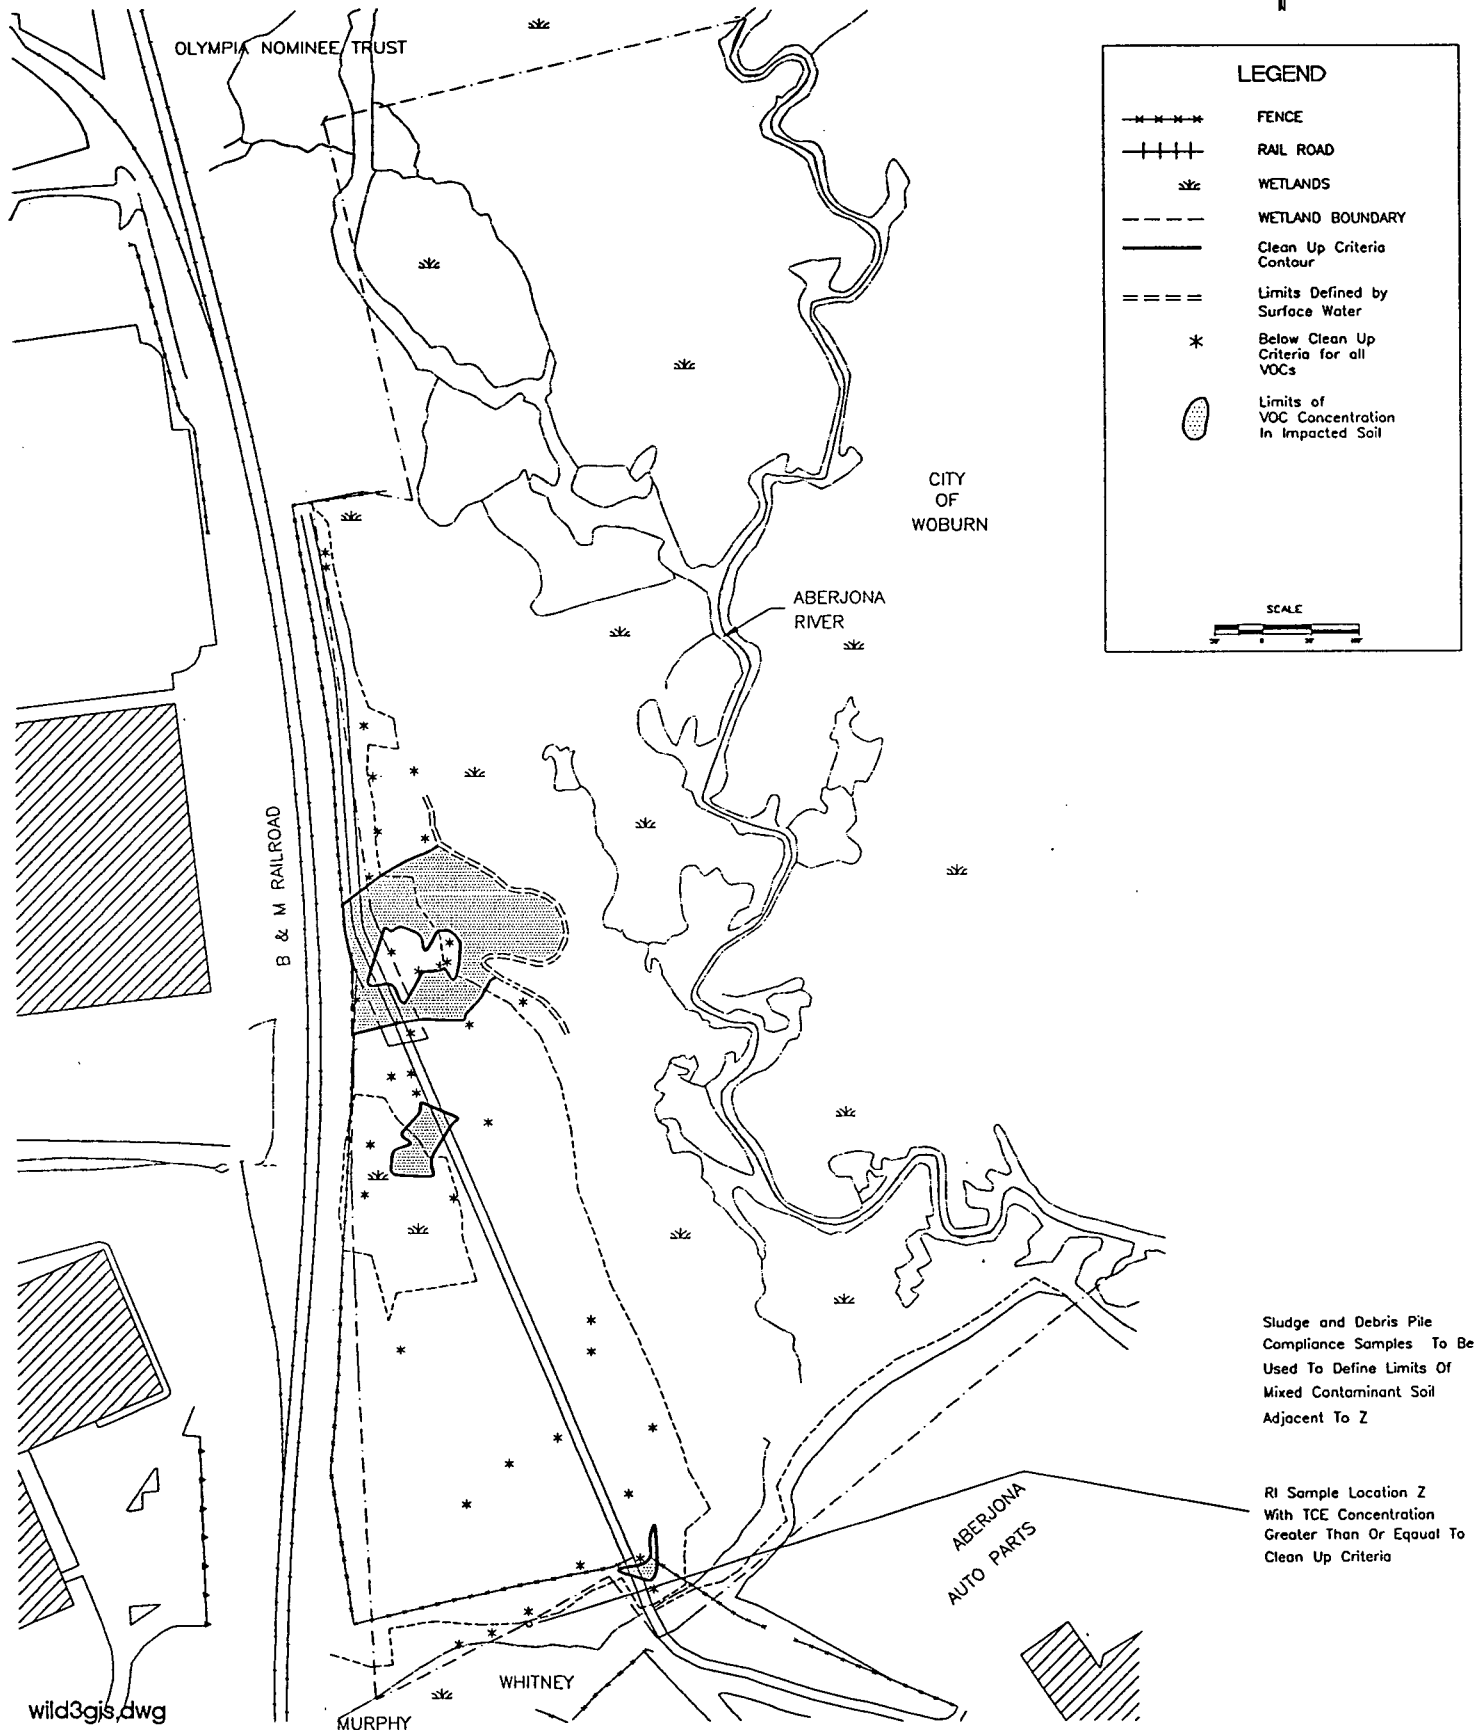 N
OLYMPIA NOMINEE TRUST
LEGEND
FENCE
RAIL ROAD
WETLANDS
WETLAND BOUNDARY
Clean Up Criteria
Contour
Limits Defined by
Surface Water
Below Clean Up
Criteria for all
VOCs
Limits of
VOC Concentration
In Impacted Soil
SCALE
CITY
OF
WOBURN
ABERJONA
RIVER
B & M RAILROAD
Sludge and Debris Pile
Compliance Samples To Be
Used To Define Limits Of
Mixed Contaminant Soil
Adjacent To Z
RI Sample Location Z
With TCE Concentration
Greater Than Or Eqaual To
Clean Up Criteria
ABERJONA
AUTO PARTS
WHITNEY
MURPHY
wild3gis,dwg